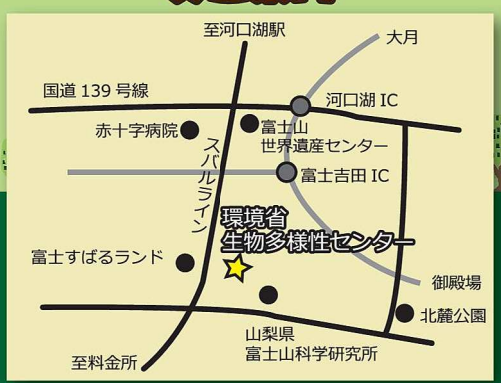 至河口湖駅
大月
国道 139 号線
河口湖 IC
赤十字病院
富士山
世界遺産センター
スバルライン
富士吉田 IC
環境省
生物多様性センター
富士すばるランド
御殿場
北麓公園
山梨県
富士山科学研究所
至料金所